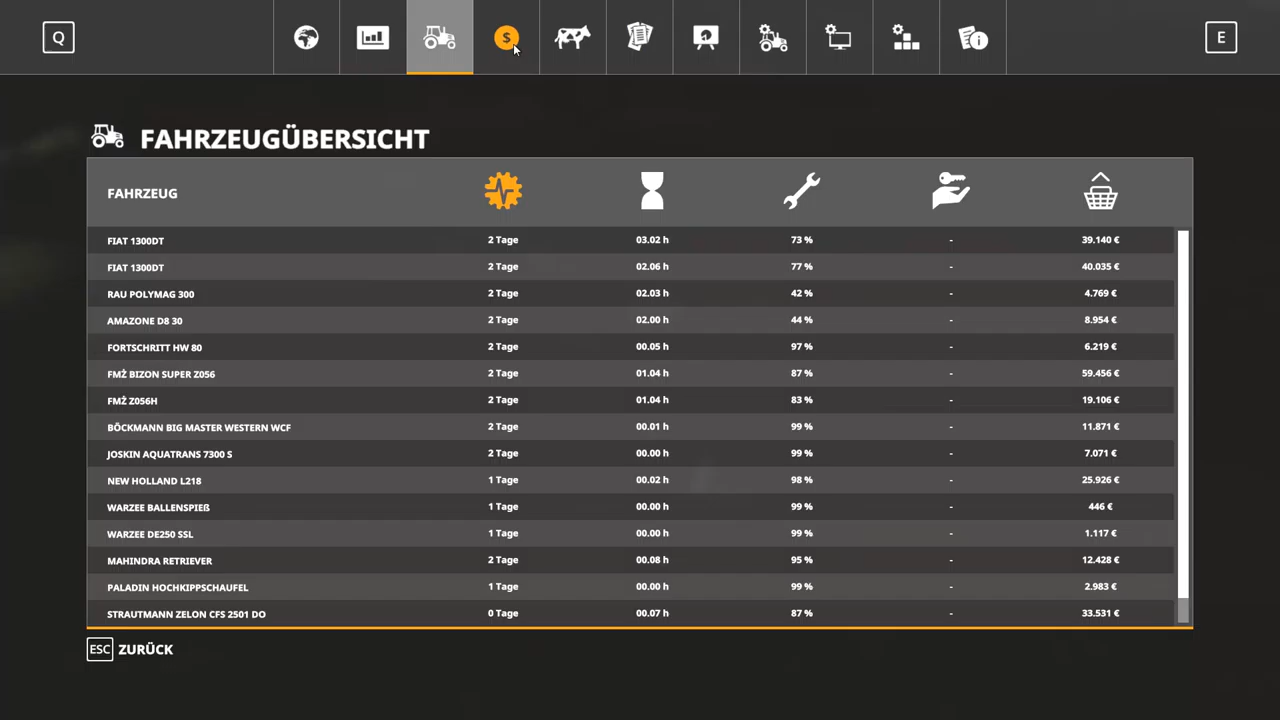 Q
$
E
FAHRZEUGÜBERSICHT
FAHRZEUG
FIAT 1300DT 2 Tage 03.02 h 73 % - 39.140 €
FIAT 1300DT 2 Tage 02.06 h 77 % - 40.035 €
RAU POLYMAG 300 2 Tage 02.03 h 42 % - 4.769 €
AMAZONE D8 30 2 Tage 02.00 h 44 % - 8.954 €
FORTSCHRITT HW 80 2 Tage 00.05 h 97 % - 6.219 €
FMŻ BIZON SUPER Z056 2 Tage 01.04 h 87 % - 59.456 €
FMŻ Z056H 2 Tage 01.04 h 83 % - 19.106 €
BÖCKMANN BIG MASTER WESTERN WCF 2 Tage 00.01 h 99 % - 11.871 €
JOSKIN AQUATRANS 7300 S 2 Tage 00.00 h 99 % - 7.071 €
NEW HOLLAND L218 1 Tage 00.02 h 98 % - 25.926 €
WARZEE BALLENSPIEß 1 Tage 00.00 h 99 % - 446 €
WARZEE DE250 SSL 1 Tage 00.00 h 99 % - 1.117 €
MAHINDRA RETRIEVER 2 Tage 00.08 h 95 % - 12.428 €
PALADIN HOCHKIPPSCHAUFEL 1 Tage 00.00 h 99 % - 2.983 €
STRAUTMANN ZELON CFS 2501 DO 0 Tage 00.07 h 87 % - 33.531 €
ESC ZURÜCK